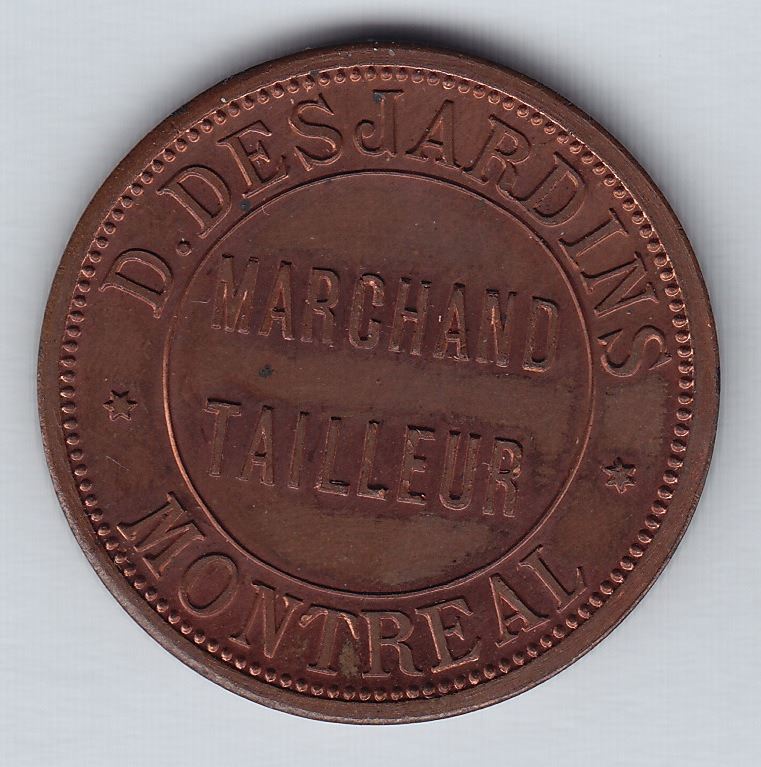 D. DESJARDINS
MARCHAND
TAILLEUR
MONTREAL